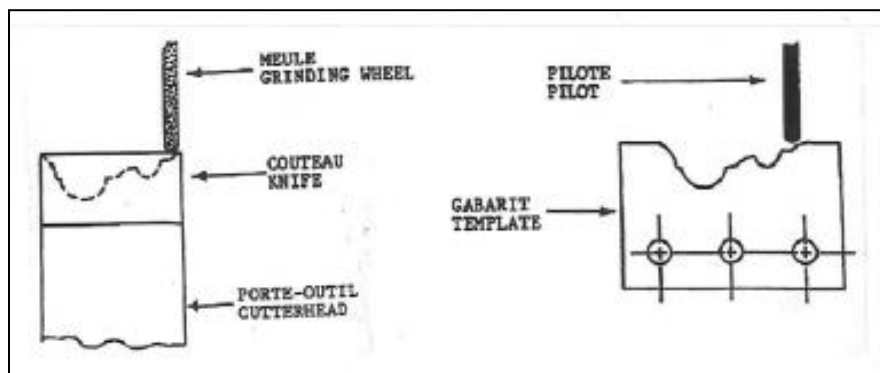 MEULE
GRINDING WHEEL
COUTEAU
KNIFE
PORTE-OUTIL
CUTTERHEAD
PILOTE
PILOT
GABARIT
TEMPLATE